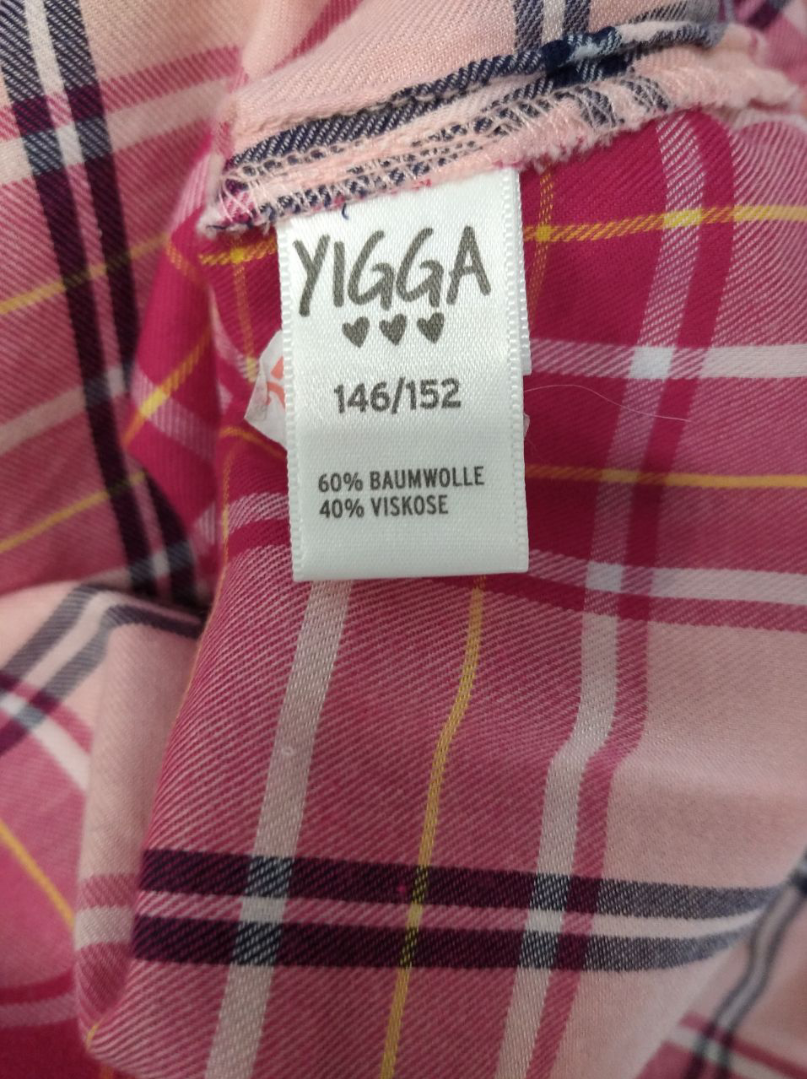 YIGGA
146/152
60% BAUMWOLLE
40% VISKOSE